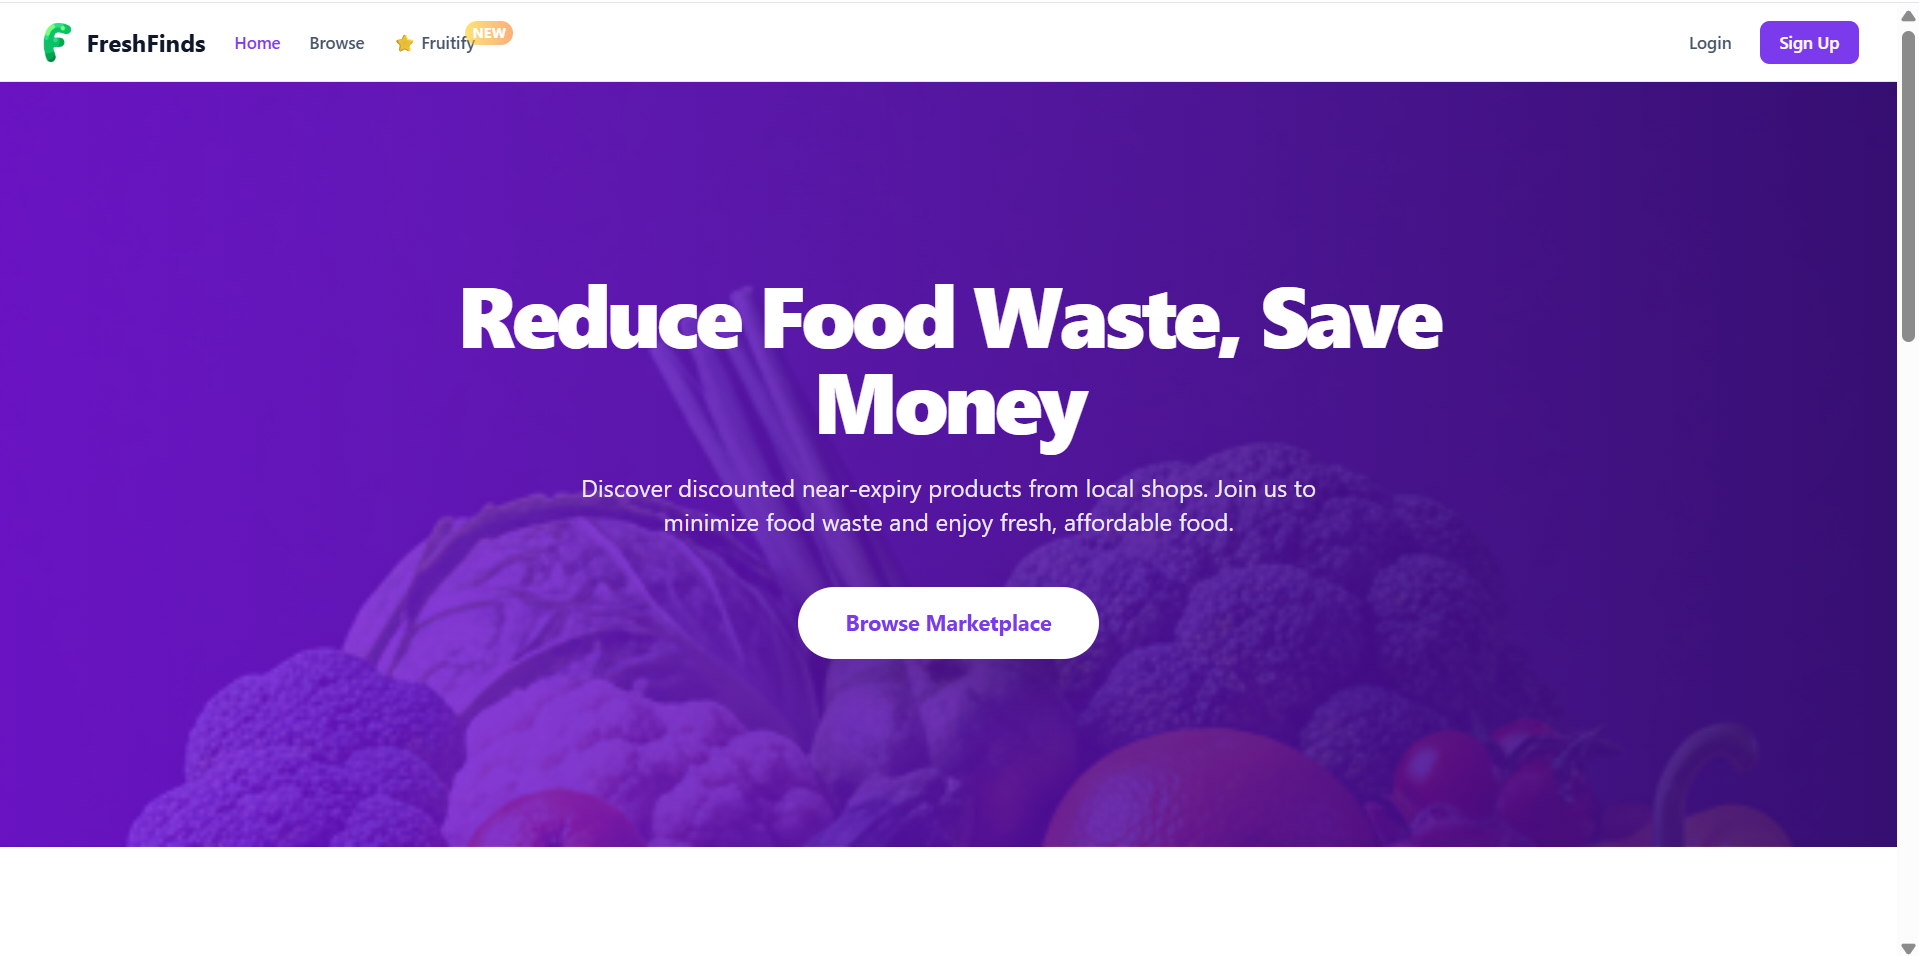 FreshFinds
Home
Browse
⭐ Fruitify
NEW
Login
Sign Up
Reduce Food Waste, Save
Money
Discover discounted near-expiry products from local shops. Join us to
minimize food waste and enjoy fresh, affordable food.
Browse Marketplace